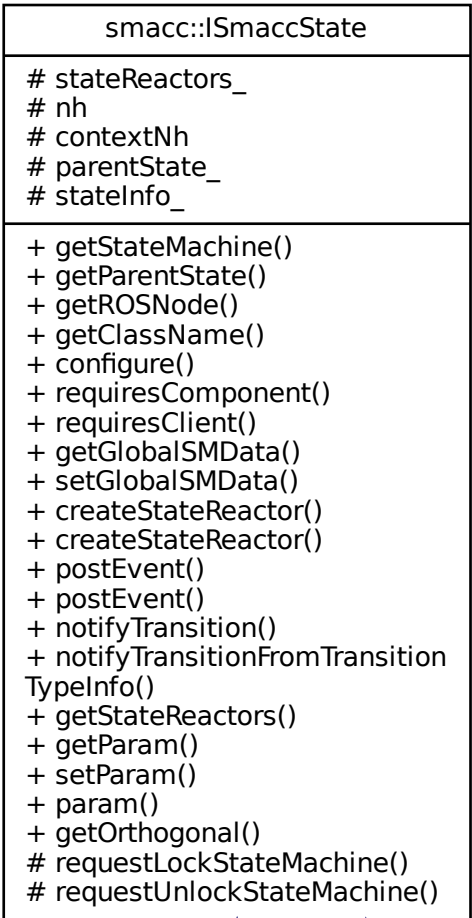 smacc::ISmaccState
# stateReactors_
# nh
# contextNh
# parentState_
# stateInfo_
+ getStateMachine()
+ getParentState()
+ getROSNode()
+ getClassName()
+ configure()
+ requiresComponent()
+ requiresClient()
+ getGlobalSMData()
+ setGlobalSMData()
+ createStateReactor()
+ createStateReactor()
+ postEvent()
+ postEvent()
+ notifyTransition()
+ notifyTransitionFromTransition
TypeInfo()
+ getStateReactors()
+ getParam()
+ setParam()
+ param()
+ getOrthogonal()
# requestLockStateMachine()
# requestUnlockStateMachine()